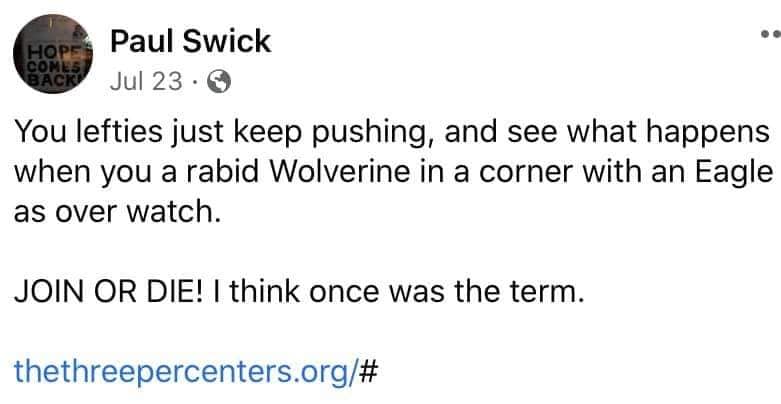 HOPE
COMES
BACK!
Paul Swick
Jul 23 ·
You lefties just keep pushing, and see what happens
when you a rabid Wolverine in a corner with an Eagle
as over watch.
JOIN OR DIE! I think once was the term.
thethreepercenters.org/#